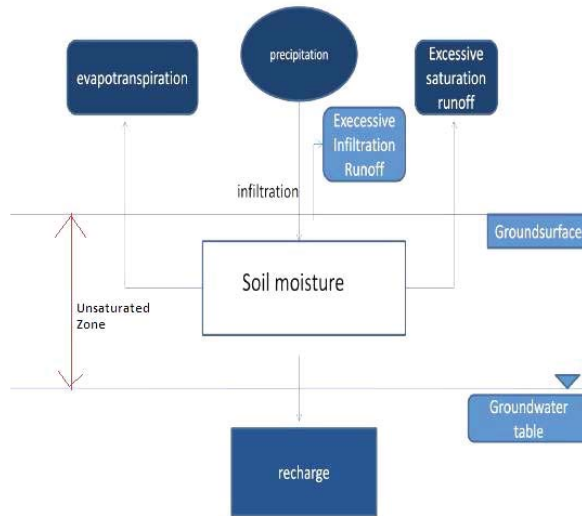 precipitation
evapotranspiration
Excessive
saturation
runoff
Execessive
Infiltration
Runoff
infiltration
Groundsurface
Soil moisture
Unsaturated
Zone
Groundwater
table
recharge